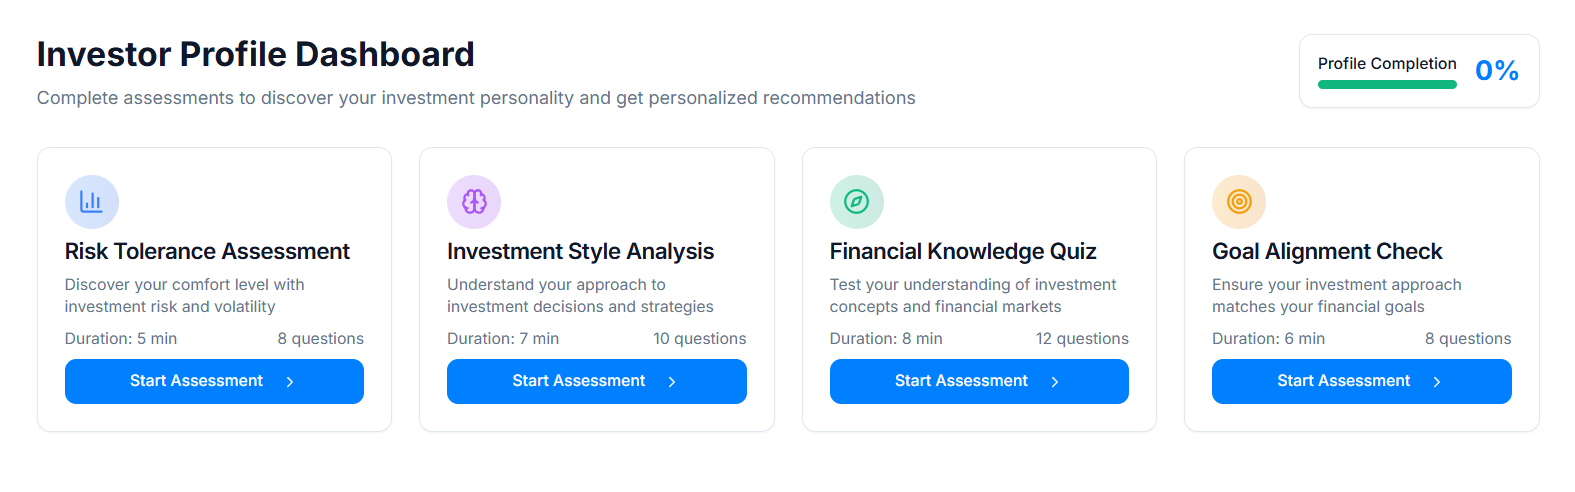 Investor Profile Dashboard
Complete assessments to discover your investment personality and get personalized recommendations
Profile Completion
0%
Risk Tolerance Assessment
Discover your comfort level with
investment risk and volatility
Duration: 5 min
8 questions
Start Assessment
Investment Style Analysis
Understand your approach to
investment decisions and strategies
Duration: 7 min
10 questions
Start Assessment
Financial Knowledge Quiz
Test your understanding of investment
concepts and financial markets
Duration: 8 min
12 questions
Start Assessment
Goal Alignment Check
Ensure your investment approach
matches your financial goals
Duration: 6 min
8 questions
Start Assessment